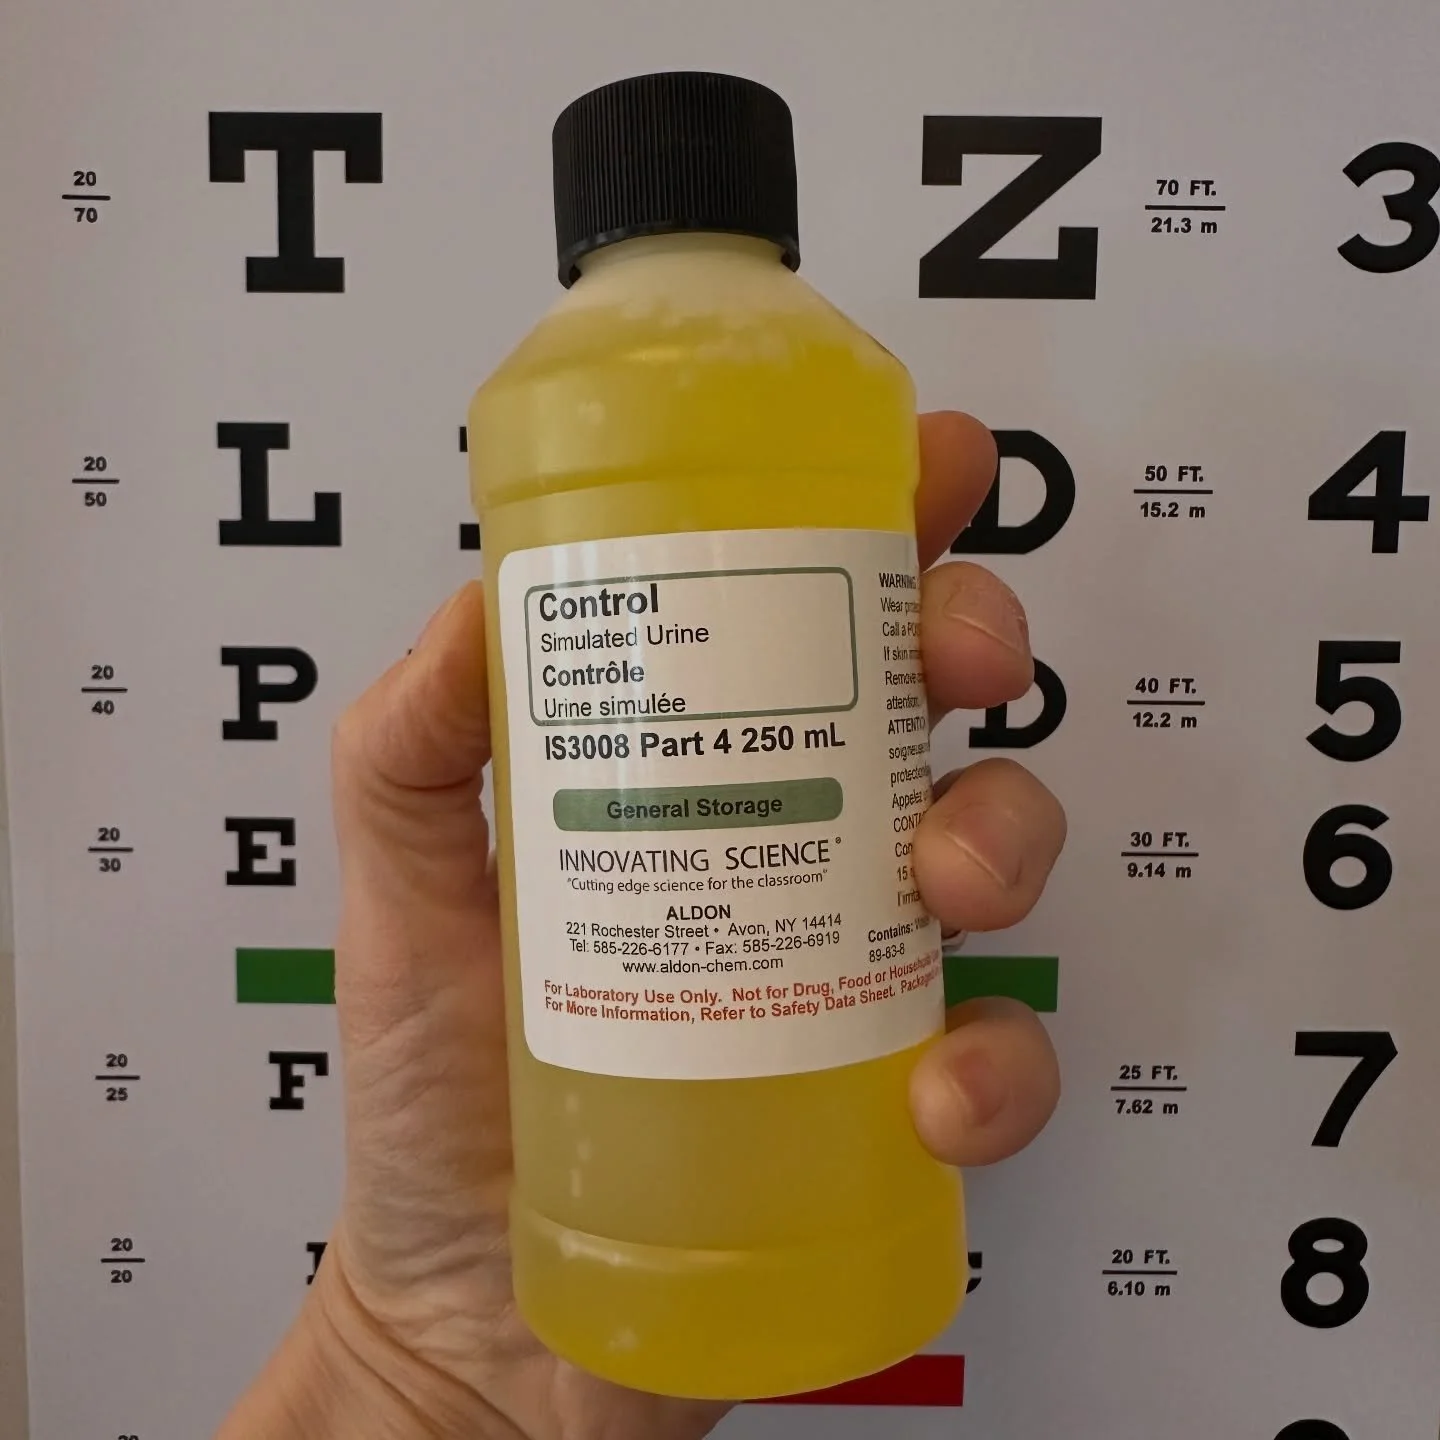 T Z 20 70 70 FT. 21.3 m 3
L D 20 50 50 FT. 15.2 m 4
P D 20 40 40 FT. 12.2 m 5
E 20 30 30 FT. 9.14 m 6
F 20 25 25 FT. 7.62 m 7
20 20 20 FT. 6.10 m 8
Control
Simulated Urine
Contrôle
Urine simulée
IS3008 Part 4 250 mL
General Storage
INNOVATING SCIENCE®
"Cutting edge science for the classroom"
ALDON
221 Rochester Street • Avon, NY 14414
Tel: 585-226-6177 • Fax: 585-226-6919
www.aldon-chem.com
For Laboratory Use Only. Not for Drug, Food or Household
For More Information, Refer to Safety Data Sheet.
WARNING
Wear
Call a
If skin
Remove
Contains:
89-83-8